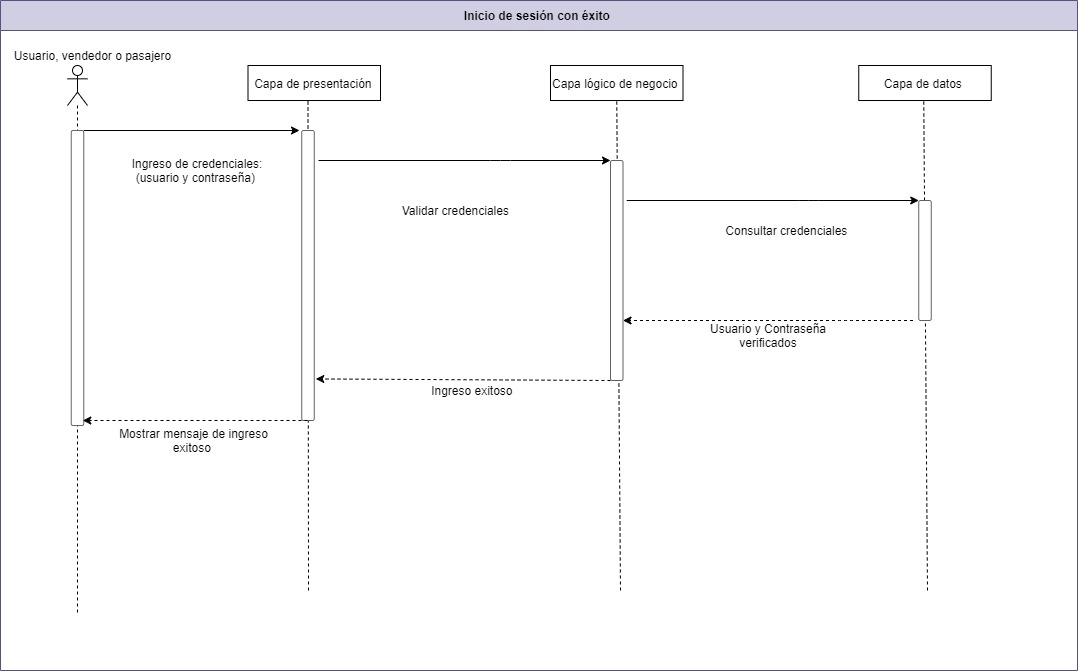 Inicio de sesión con éxito
Usuario, vendedor o pasajero
Capa de presentación
Capa lógico de negocio
Capa de datos
Ingreso de credenciales:
(usuario y contraseña)
Validar credenciales
Consultar credenciales
Usuario y Contraseña
verificados
Ingreso exitoso
Mostrar mensaje de ingreso
exitoso